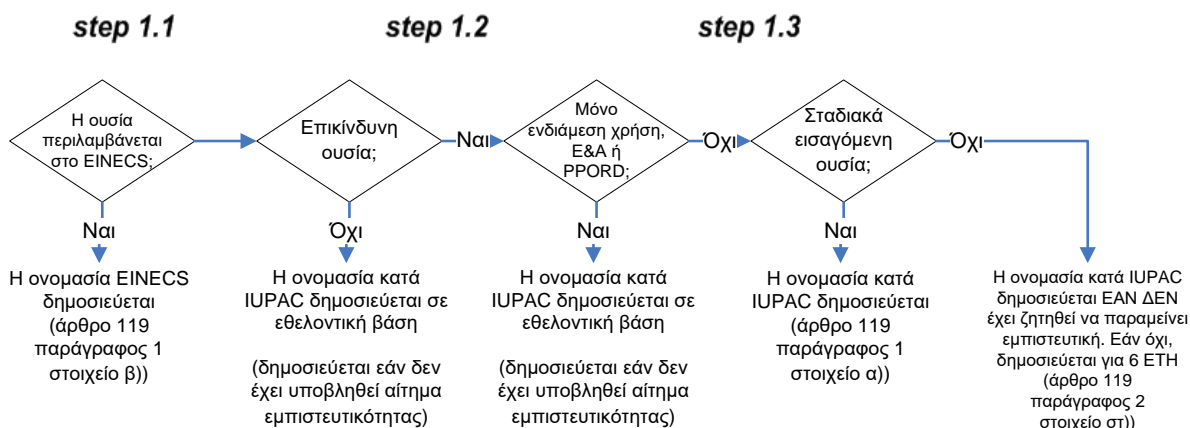 step 1.1
step 1.2
step 1.3
Η ουσία
περιλαμβάνεται
στο EINECS;
Επικίνδυνη
ουσία;
Ναι
Μόνο
ενδιάμεση χρήση,
Ε&Α ή
PPORD;
Όχι
Σταδιακά
εισαγόμενη
ουσία;
Όχι
Ναι
Όχι
Ναι
Ναι
Η ονομασία EINECS
δημοσιεύεται
(άρθρο 119
παράγραφος 1
στοιχείο β))
Η ονομασία κατά
IUPAC δημοσιεύεται σε
εθελοντική βάση
(δημοσιεύεται εάν δεν
έχει υποβληθεί αίτημα
εμπιστευτικότητας)
Η ονομασία κατά
IUPAC δημοσιεύεται σε
εθελοντική βάση
(δημοσιεύεται εάν δεν
έχει υποβληθεί αίτημα
εμπιστευτικότητας)
Η ονομασία κατά
IUPAC δημοσιεύεται
(άρθρο 119
παράγραφος 1
στοιχείο α))
Η ονομασία κατά IUPAC
δημοσιεύεται ΕΑΝ ΔΕΝ
έχει ζητηθεί να παραμείνει
εμπιστευτική. Εάν όχι,
δημοσιεύεται για 6 ΕΤΗ
(άρθρο 119
παράγραφος 2
στοιχείο στ))